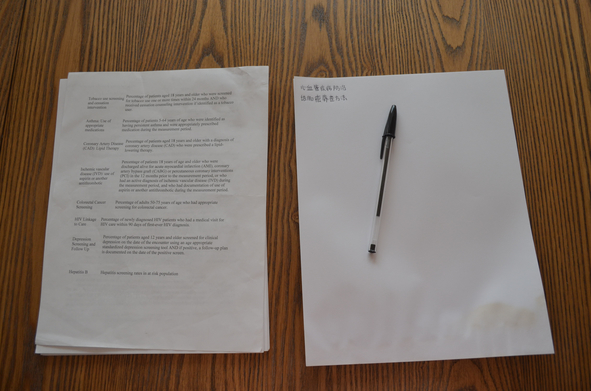 Tobacco use screening and cessation intervention
Percentage of patients aged 18 years and older who were screened
for tobacco use one or more times within 24 months AND who
received cessation counseling intervention if identified as a tobacco
user.
Asthma: Use of appropriate medications
Percentage of patients 5-64 years of age who were identified as
having persistent asthma and were appropriately prescribed
medication during the measurement period.
Coronary Artery Disease (CAD): Lipid Therapy
Percentage of patients aged 18 years and older with a diagnosis of
coronary artery disease (CAD) who were prescribed a lipid-
lowering therapy
Ischemic vascular disease (IVD): use of aspirin or another antithrombotic
Percentage of patients 18 years of age and older who were
discharged alive for acute myocardial infarction (AMI), coronary
artery bypass graft (CABG) or percutaneous coronary interventions
(PCI) in the 12 months prior to the measurement period, or who
had an active diagnosis of ischemic vascular disease (IVD) during
the measurement period, and who had documentation of use of
aspirin or another antithrombotic during the measurement period
Colorectal Cancer Screening
Percentage of adults 50-75 years of age who had appropriate
screening for colorectal cancer
HIV Linkage to Care
Percentage of newly diagnosed HIV patients who had a medical visit for
HIV care within 90 days of first-ever HIV diagnosis
Depression Screening and Follow Up
Percentage of patients aged 12 years and older screened for clinical
depression on the date of the encounter using an age appropriate
standardized depression screening tool AND if positive, a follow-up plan
is documented on the date of the positive screen
Hepatitis B
Hepatitis screening rates in at risk population
心血管疾病的